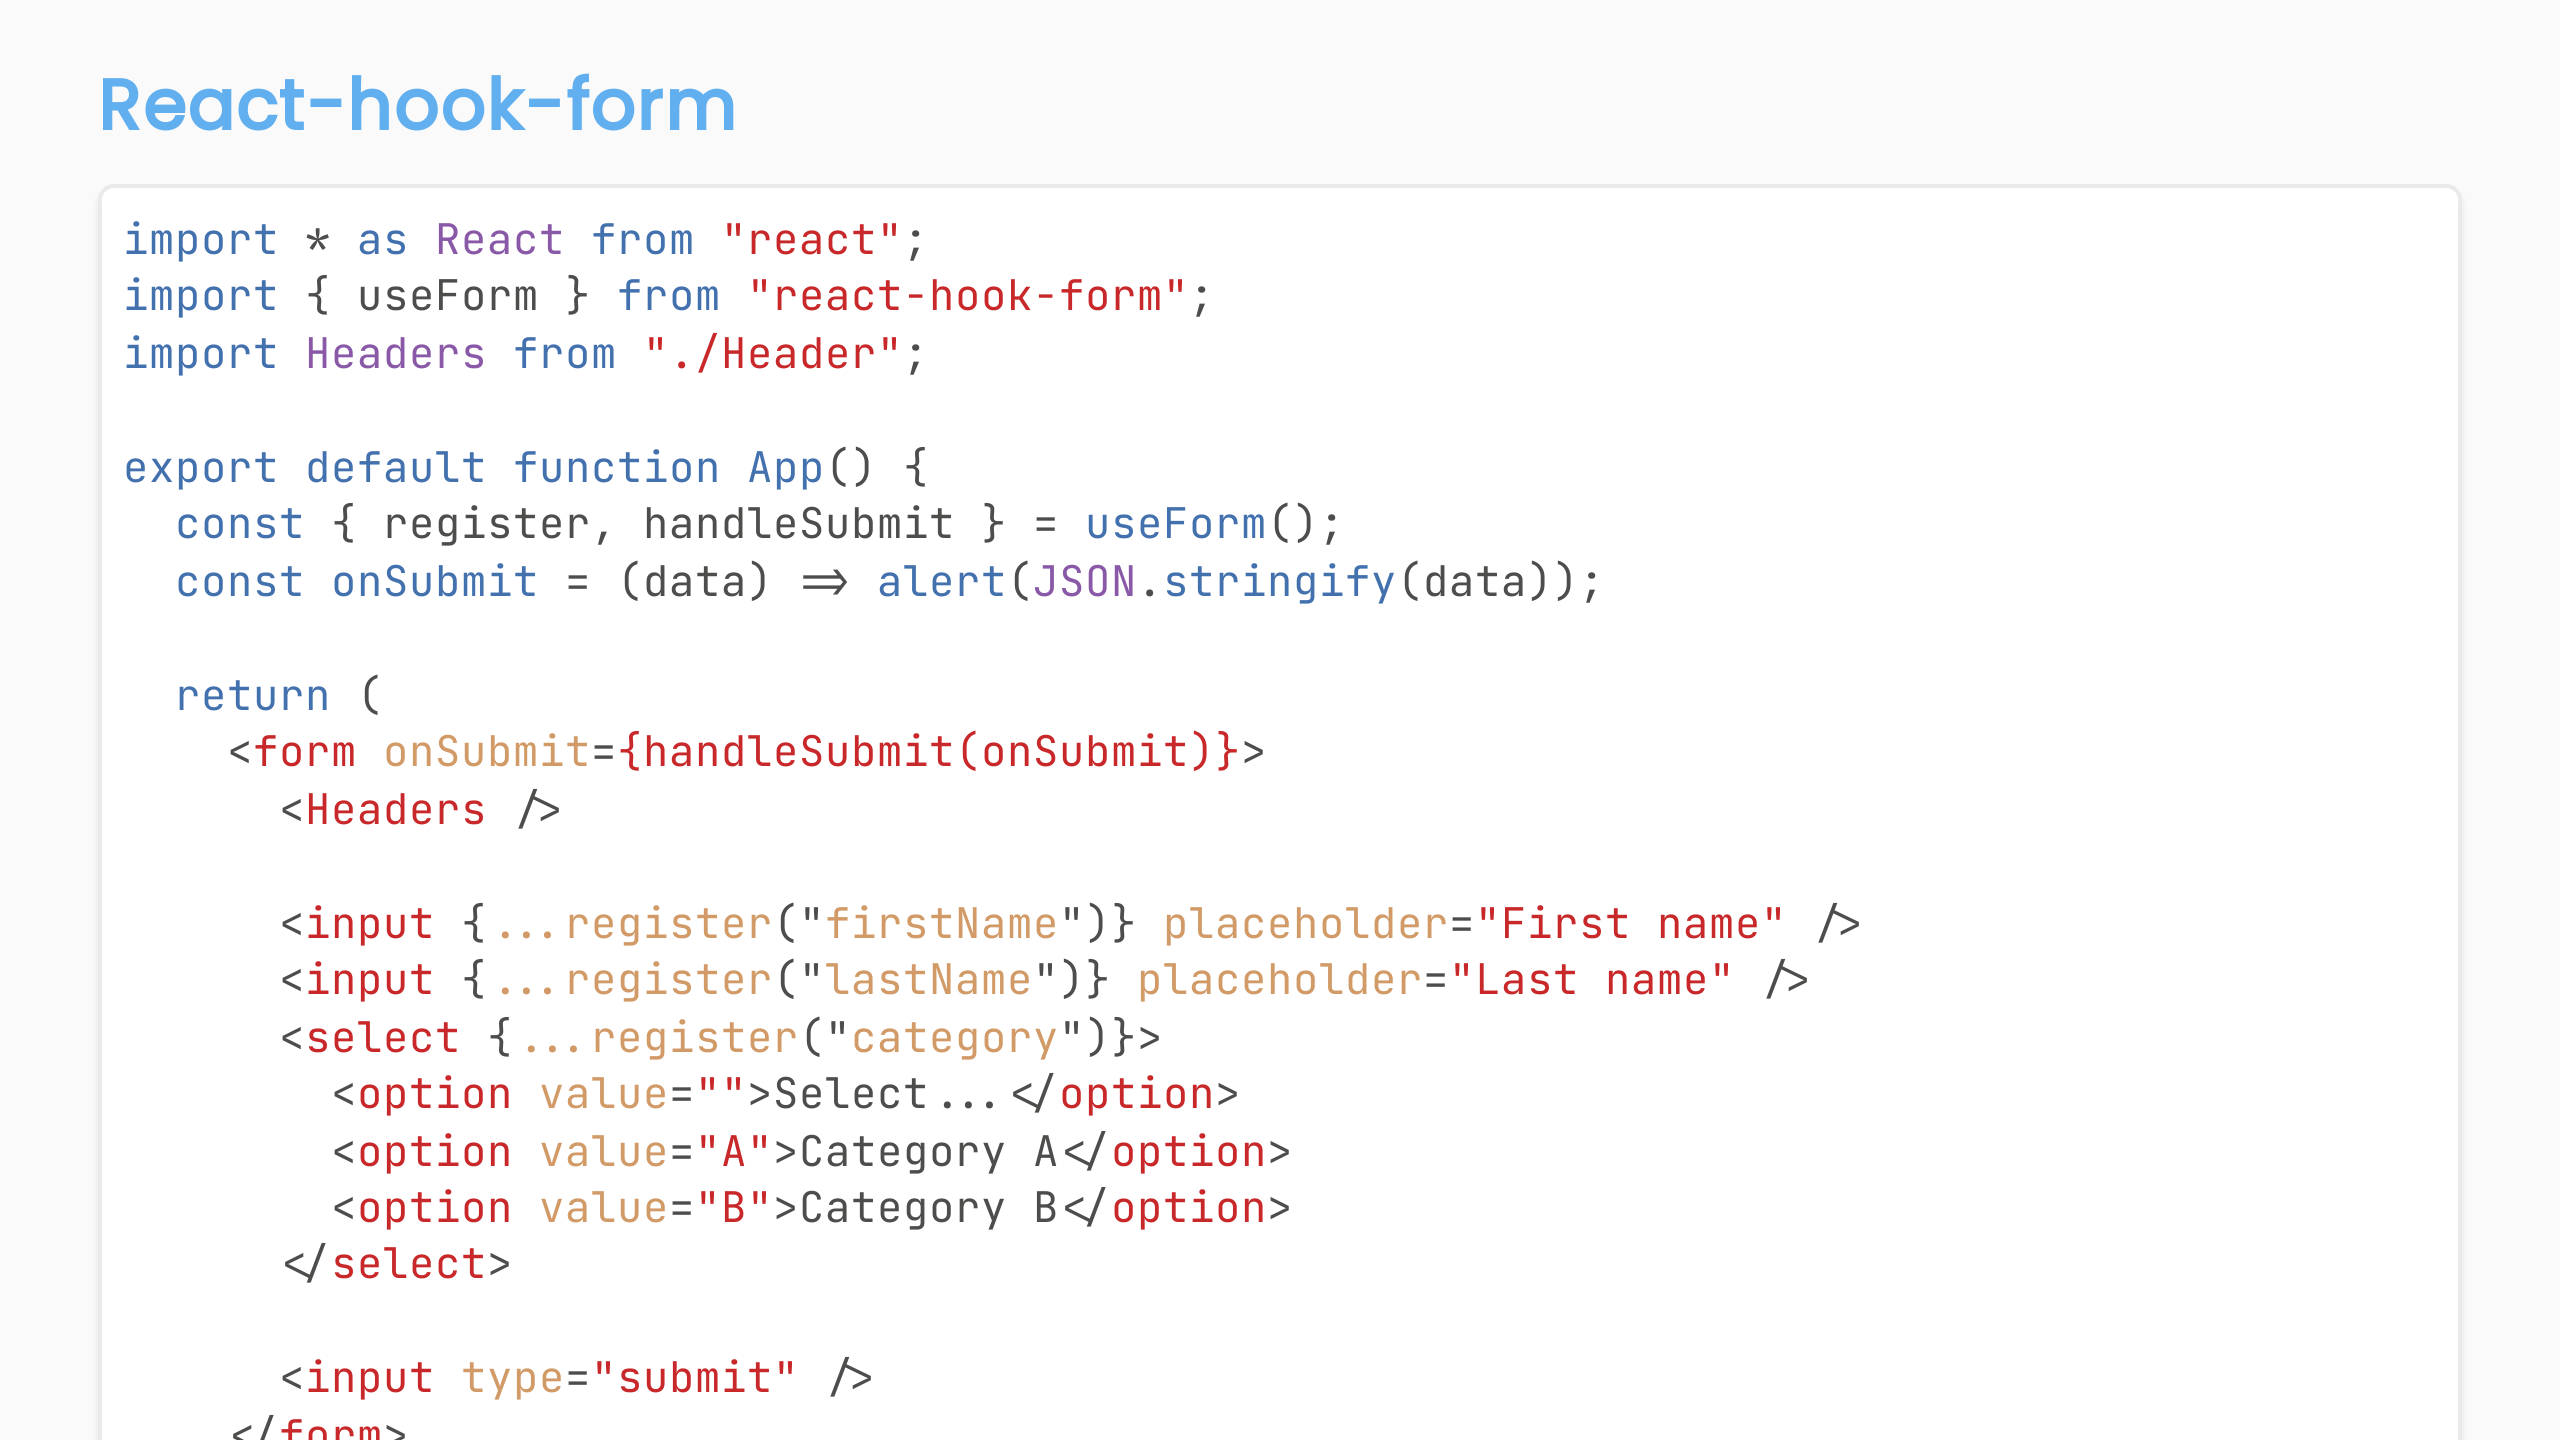 React-hook-form
import * as React from "react";
import { useForm } from "react-hook-form";
import Headers from "./Header";
export default function App() {
  const { register, handleSubmit } = useForm();
  const onSubmit = (data) => alert(JSON.stringify(data));
  return (
    <form onSubmit={handleSubmit(onSubmit)}>
      <Headers />
      <input {...register("firstName")} placeholder="First name" />
      <input {...register("lastName")} placeholder="Last name" />
      <select {...register("category")}>
        <option value="">Select...</option>
        <option value="A">Category A</option>
        <option value="B">Category B</option>
      </select>
      <input type="submit" />
    </form>